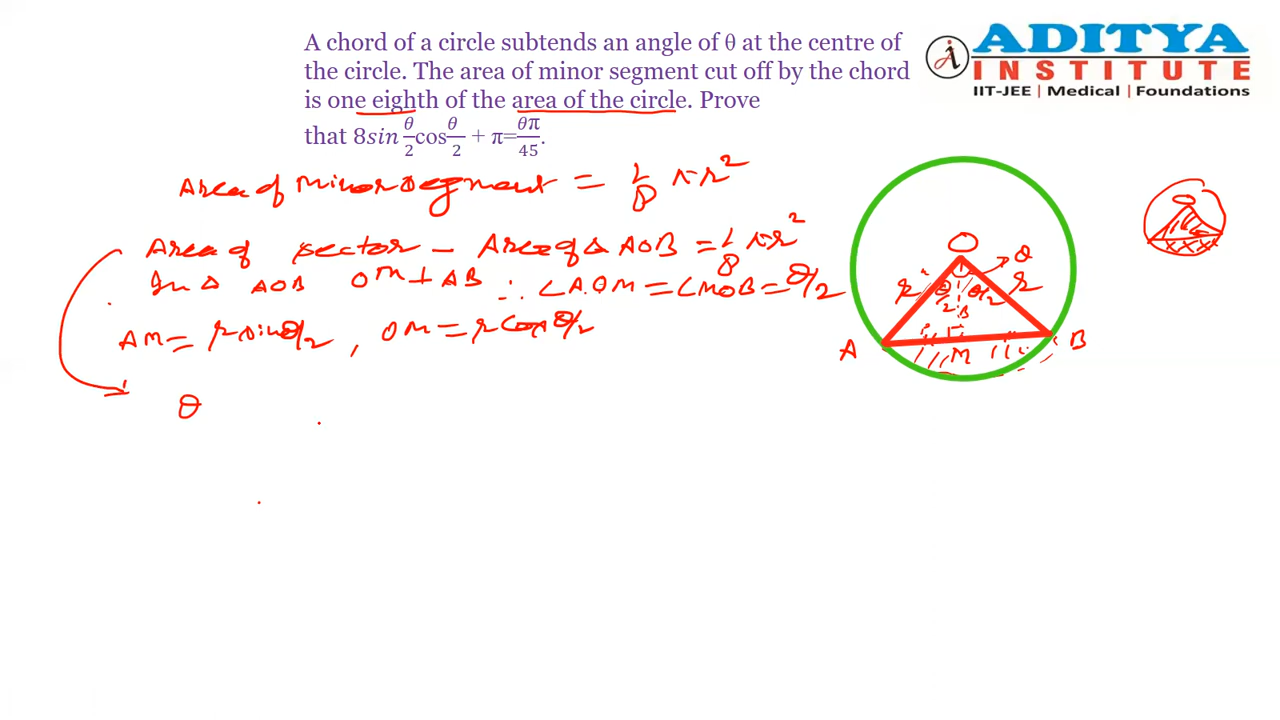 A chord of a circle subtends an angle of θ at the centre of
the circle. The area of minor segment cut off by the chord
is one eighth of the area of the circle. Prove
that 8sin θ/2 cos θ/2 + π = θπ/45.
ADITYA
INSTITUTE
IIT-JEE | Medical | Foundations
Area of Minor Segment = 1/8 πr²
Area of sector - Area of Δ AOB = 1/8 πr²
In Δ AOB OM ⊥ AB ∴ ∠AOM = ∠MOB = θ/2
AM = r sin θ/2 , OM = r cos θ/2
θ
O
θ
r
θ/2
θ/2
r
A
M
B